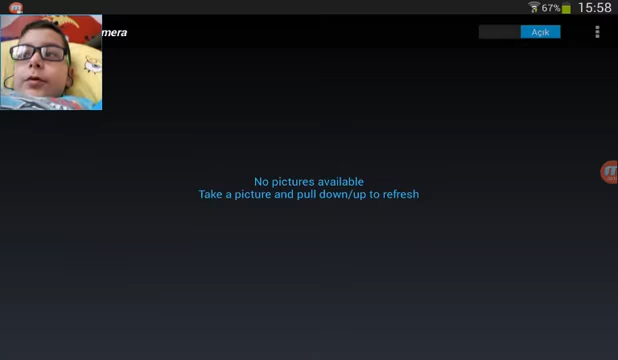 67% 15:58
mera Açık
No pictures available
Take a picture and pull down/up to refresh